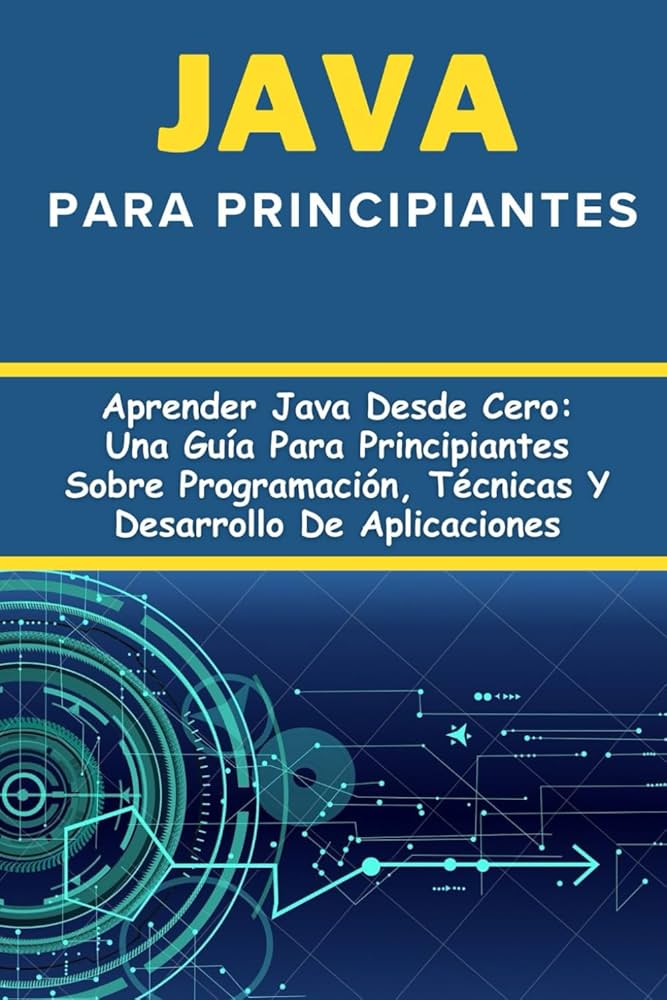 JAVA
PARA PRINCIPIANTES
Aprender Java Desde Cero:
Una Guía Para Principiantes
Sobre Programación, Técnicas Y
Desarrollo De Aplicaciones